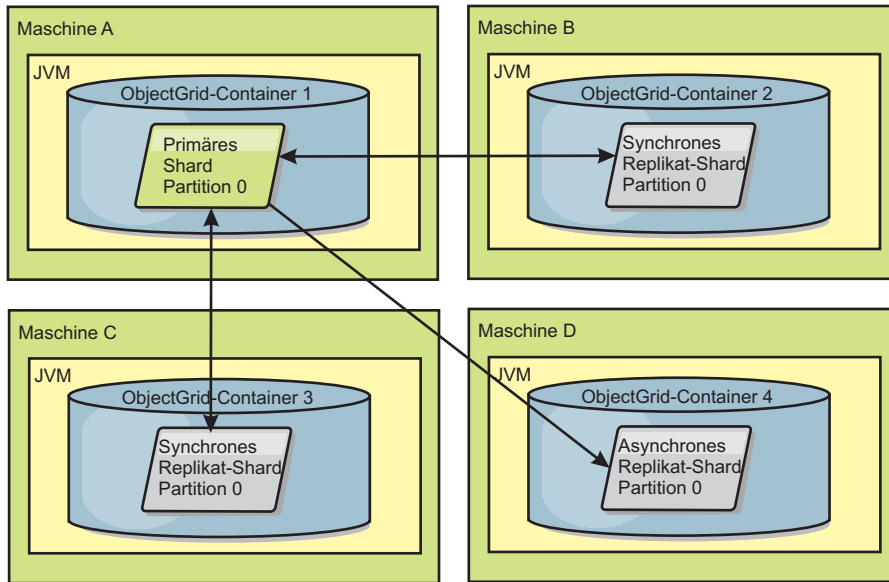 Maschine A
JVM
ObjectGrid-Container 1
Primäres
Shard
Partition 0
Maschine B
JVM
ObjectGrid-Container 2
Synchrones
Replikat-Shard
Partition 0
Maschine C
JVM
ObjectGrid-Container 3
Synchrones
Replikat-Shard
Partition 0
Maschine D
JVM
ObjectGrid-Container 4
Asynchrones
Replikat-Shard
Partition 0